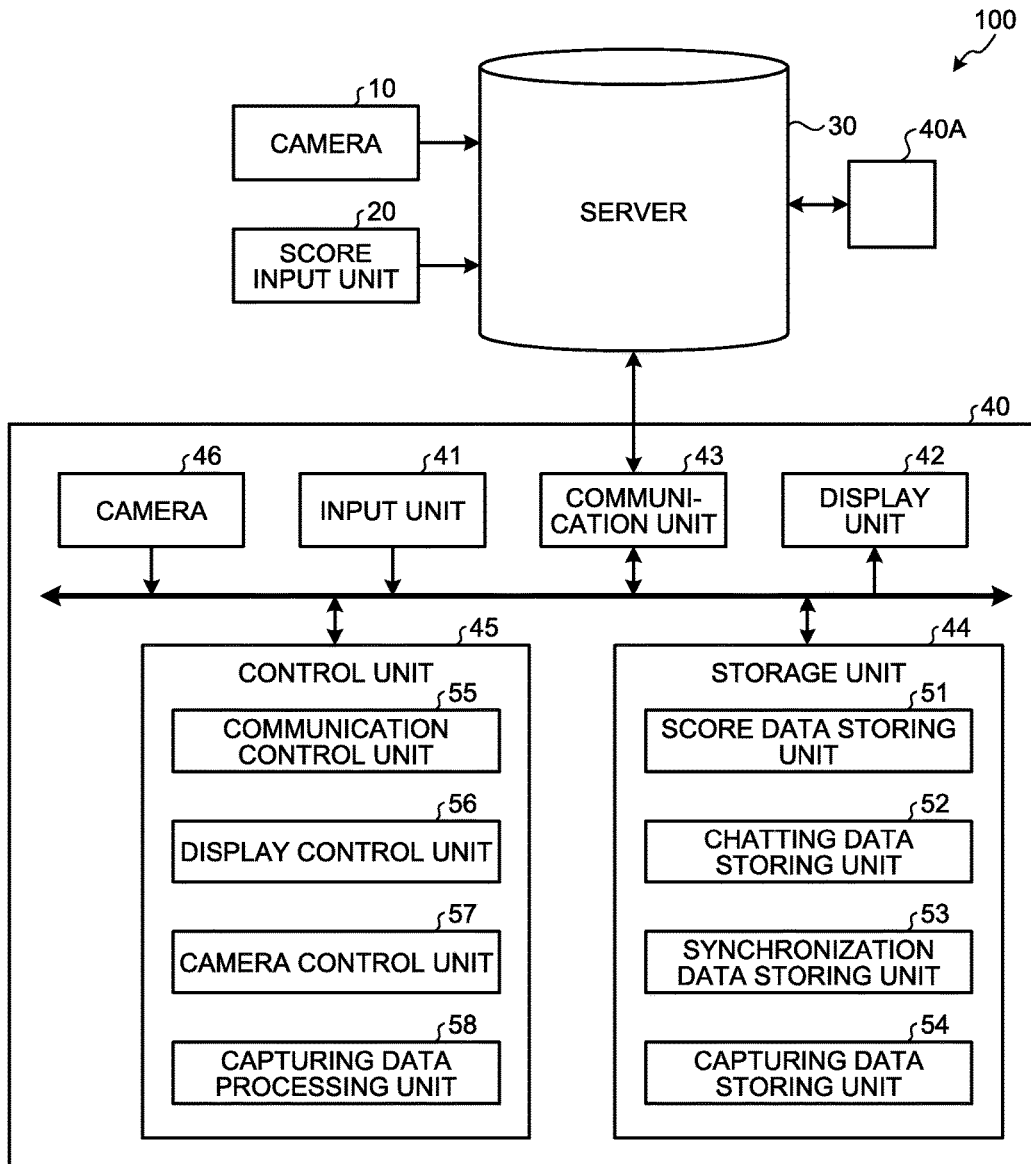 100
10
CAMERA
30
40A
SERVER
20
SCORE
INPUT UNIT
40
46
CAMERA
41
INPUT UNIT
43
COMMUNI-
CATION UNIT
42
DISPLAY
UNIT
45
CONTROL UNIT
55
COMMUNICATION
CONTROL UNIT
56
DISPLAY CONTROL UNIT
57
CAMERA CONTROL UNIT
58
CAPTURING DATA
PROCESSING UNIT
44
STORAGE UNIT
51
SCORE DATA STORING
UNIT
52
CHATTING DATA
STORING UNIT
53
SYNCHRONIZATION
DATA STORING UNIT
54
CAPTURING DATA
STORING UNIT